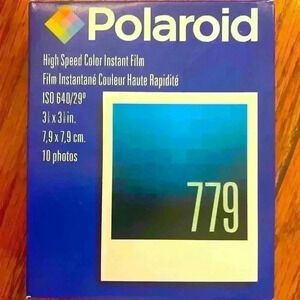 Polaroid
High Speed Color Instant Film
Film Instantané Couleur Haute Rapidité
ISO 640/29°
3⅛ x 3⅛ in.
7,9 x 7,9 cm.
10 photos
779